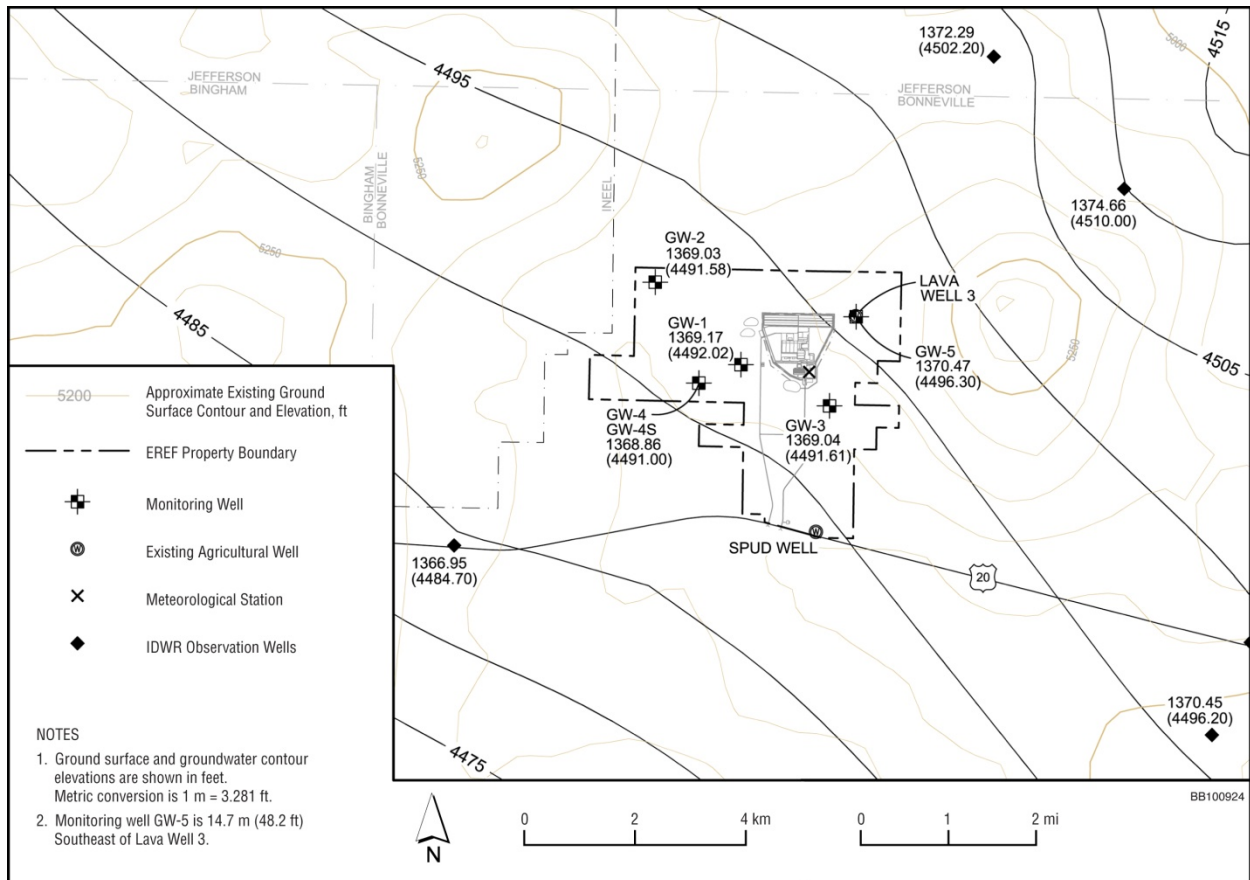 1372.29
(4502.20)
4515
5000
4495
JEFFERSON
BINGHAM
JEFFERSON
BONNEVILLE
5250
BINGHAM
BONNEVILLE
INEEL
1374.66
(4510.00)
GW-2
1369.03
(4491.58)
5250
LAVA
WELL 3
4485
GW-1
1369.17
(4492.02)
5250
GW-5
1370.47
(4496.30)
4505
GW-4
GW-4S
1368.86
(4491.00)
GW-3
1369.04
(4491.61)
SPUD WELL
1366.95
(4484.70)
20
1370.45
(4496.20)
4475
5200
Approximate Existing Ground
Surface Contour and Elevation, ft
EREF Property Boundary
Monitoring Well
W
Existing Agricultural Well
Meteorological Station
IDWR Observation Wells
NOTES
1. Ground surface and groundwater contour
elevations are shown in feet.
Metric conversion is 1 m = 3.281 ft.
2. Monitoring well GW-5 is 14.7 m (48.2 ft)
Southeast of Lava Well 3.
BB100924
N
0 2 4 km
0 1 2 mi